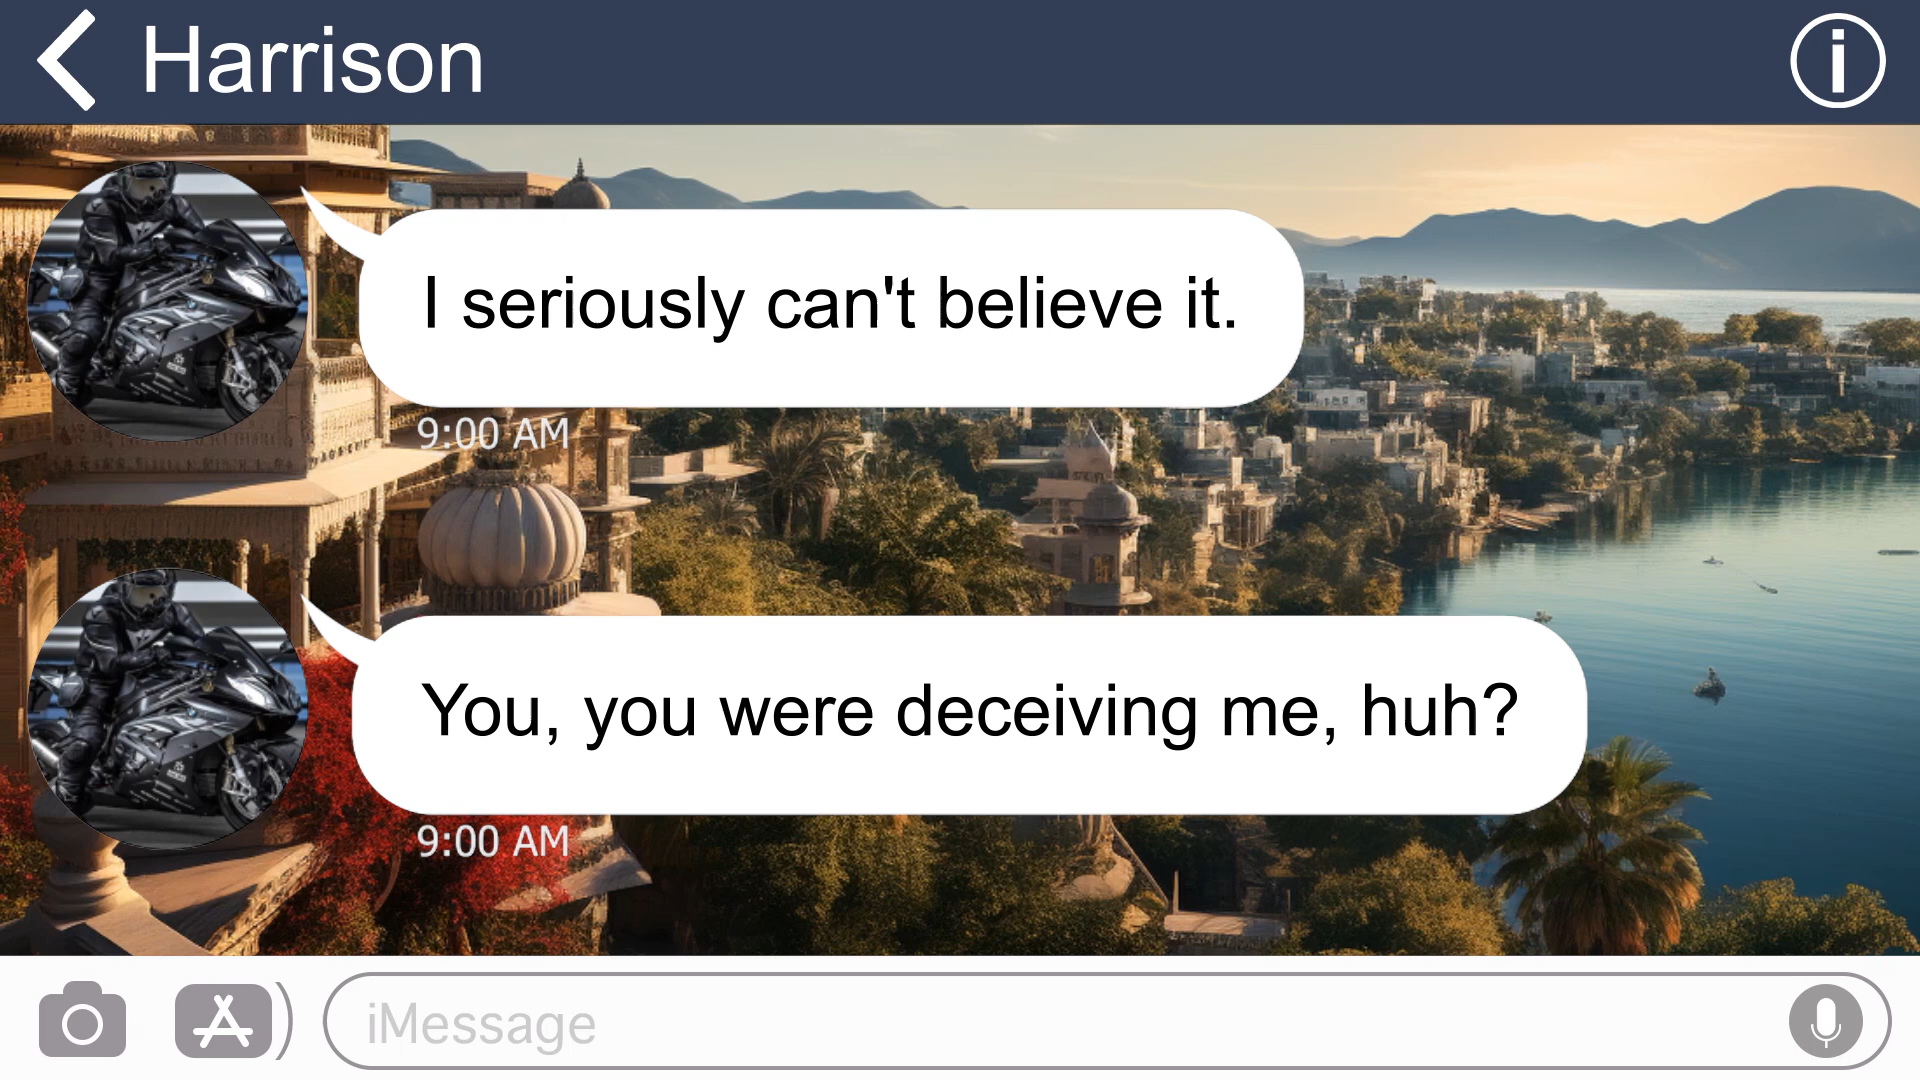 Harrison
I seriously can't believe it.
9:00 AM
You, you were deceiving me, huh?
9:00 AM
iMessage